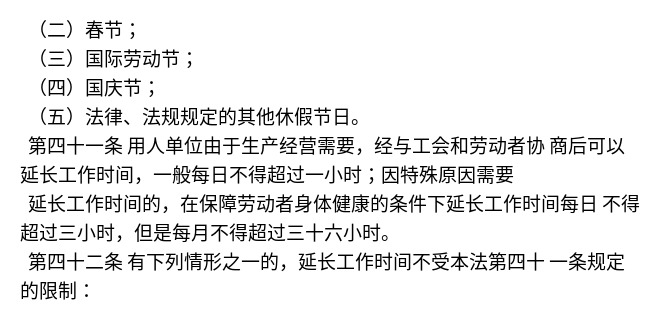 （二）春节；
（三）国际劳动节；
（四）国庆节；
（五）法律、法规规定的其他休假节日。
第四十一条 用人单位由于生产经营需要，经与工会和劳动者协 商后可以
延长工作时间，一般每日不得超过一小时；因特殊原因需要
延长工作时间的，在保障劳动者身体健康的条件下延长工作时间每日 不得
超过三小时，但是每月不得超过三十六小时。
第四十二条 有下列情形之一的，延长工作时间不受本法第四十 一条规定
的限制：